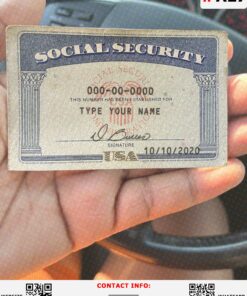 SOCIAL SECURITY
000-00-0000
THIS NUMBER HAS BEEN ESTABLISHED FOR
TYPE YOUR NAME
SIGNATURE
USA
10/10/2020
CONTACT INFO: